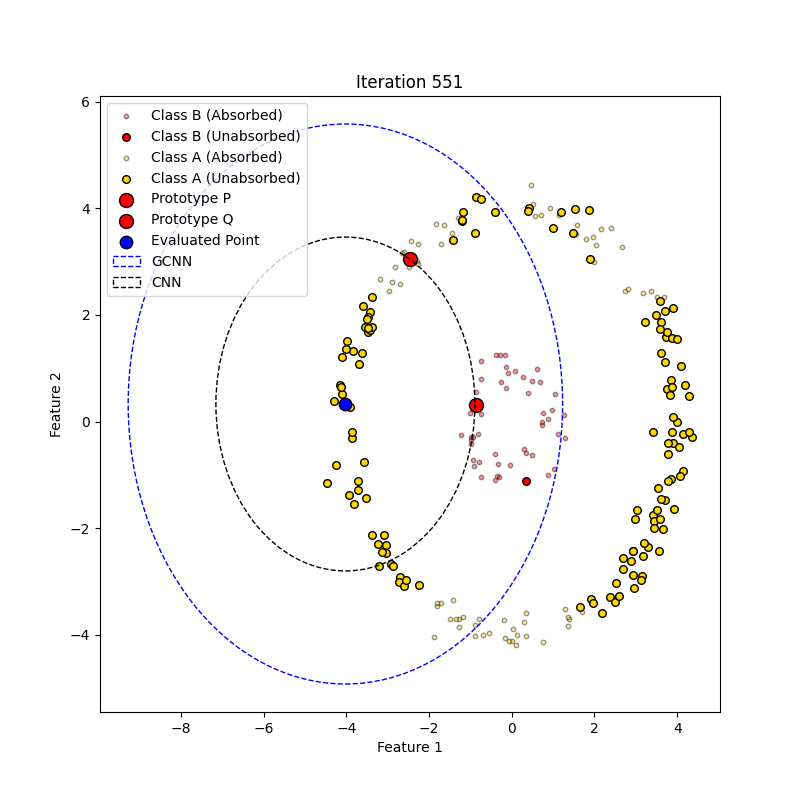 Iteration 551
Class B (Absorbed)
Class B (Unabsorbed)
Class A (Absorbed)
Class A (Unabsorbed)
Prototype P
Prototype Q
Evaluated Point
GCNN
CNN
6
4
2
0
−2
−4
Feature 2
−8 −6 −4 −2 0 2 4
Feature 1